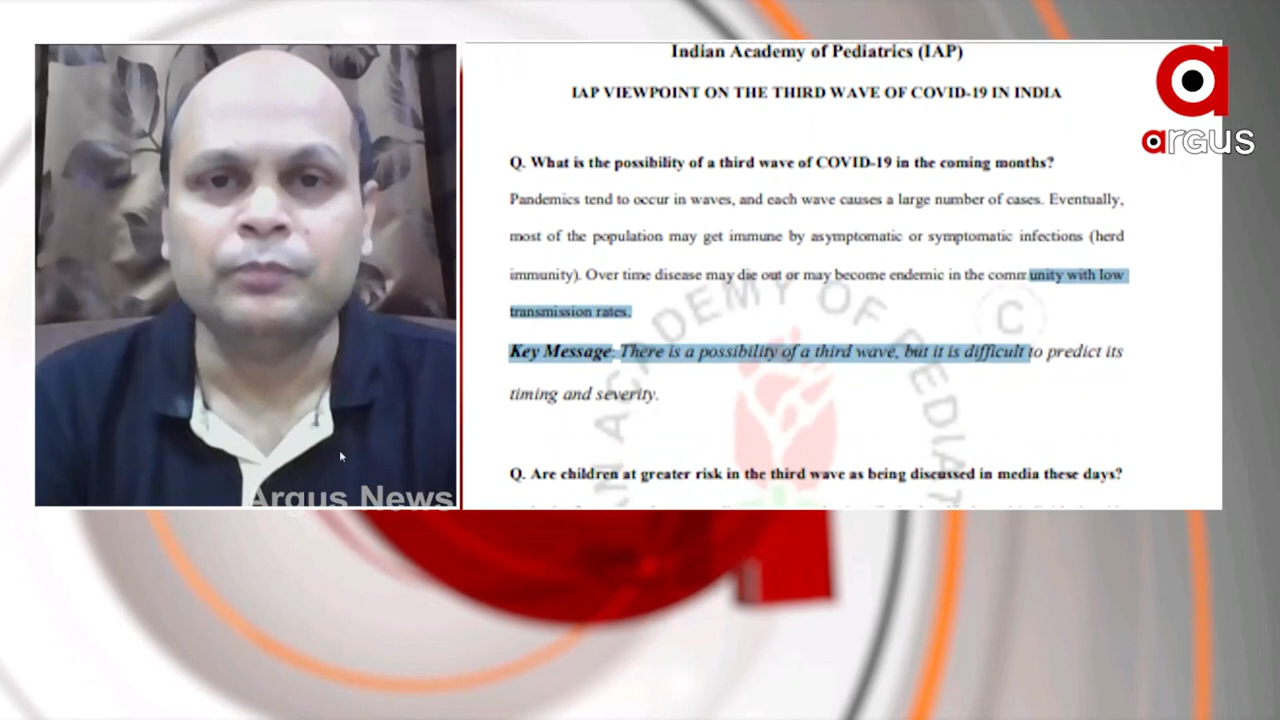 Indian Academy of Pediatrics (IAP)
IAP VIEWPOINT ON THE THIRD WAVE OF COVID-19 IN INDIA
Q. What is the possibility of a third wave of COVID-19 in the coming months?
Pandemics tend to occur in waves, and each wave causes a large number of cases. Eventually,
most of the population may get immune by asymptomatic or symptomatic infections (herd
immunity). Over time disease may die out or may become endemic in the community with low
transmission rates.
Key Message: There is a possibility of a third wave, but it is difficult to predict its
timing and severity.
Q. Are children at greater risk in the third wave as being discussed in media these days?
ACADEMY OF PEDIAT
C
a
argus
Argus News